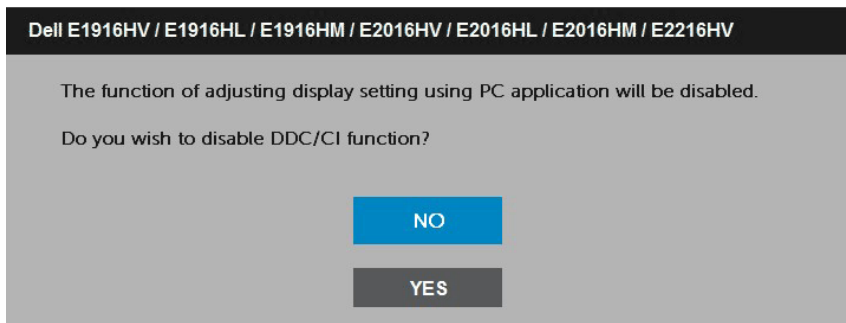 Dell E1916HV / E1916HL / E1916HM / E2016HV / E2016HL / E2016HM / E2216HV
The function of adjusting display setting using PC application will be disabled.
Do you wish to disable DDC/CI function?
NO
YES